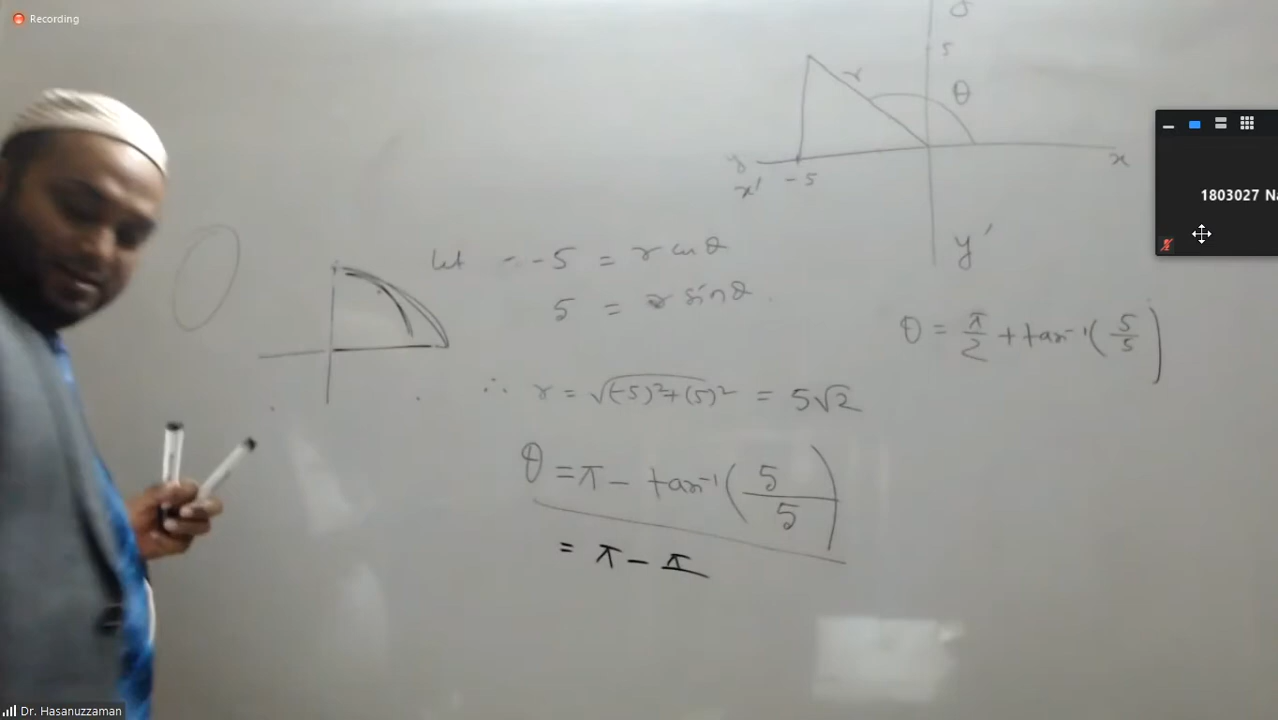 Recording
5
r
θ
y
x'
-5
x
1803027 Na
y'
Let - -5 = r cos θ
5 = r sin θ
θ = π/2 + tan⁻¹(5/5)
∴ r = √(-5)²+(5)² = 5√2
θ = π - tan⁻¹(5/5)
= π - π
Dr. Hasanuzzaman